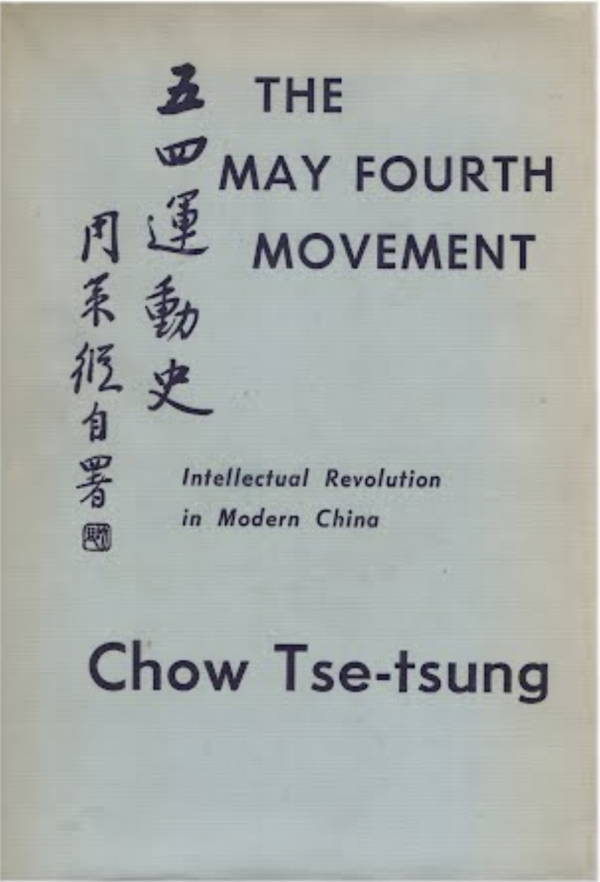 THE
MAY FOURTH
MOVEMENT
五四運動史
周策縱自署
Intellectual Revolution
in Modern China
Chow Tse-tsung